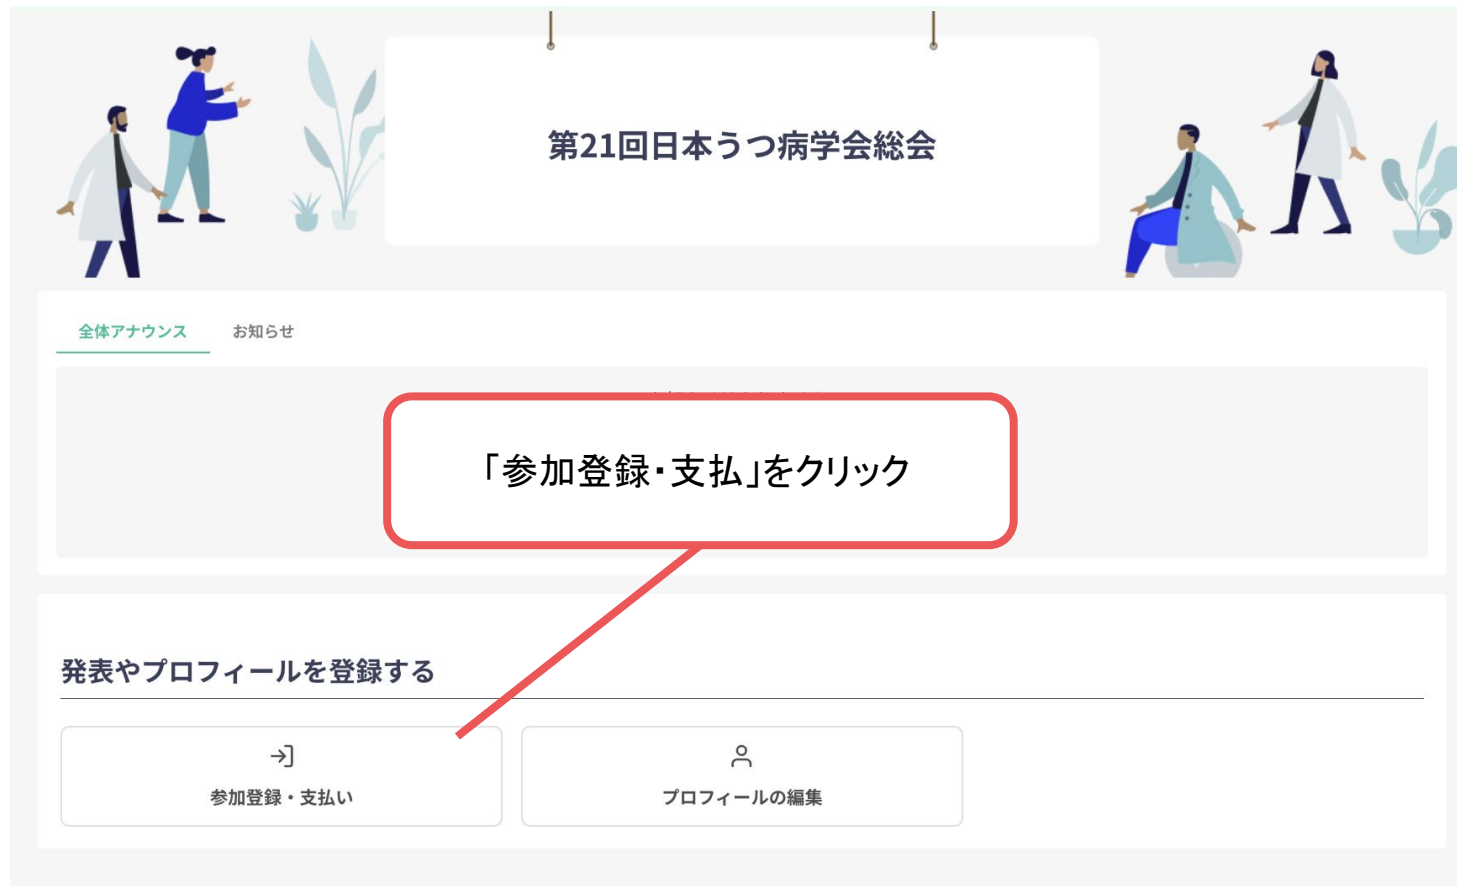 第21回日本うつ病学会総会
全体アナウンス
お知らせ
「参加登録・支払」をクリック
発表やプロフィールを登録する
参加登録・支払い
プロフィールの編集